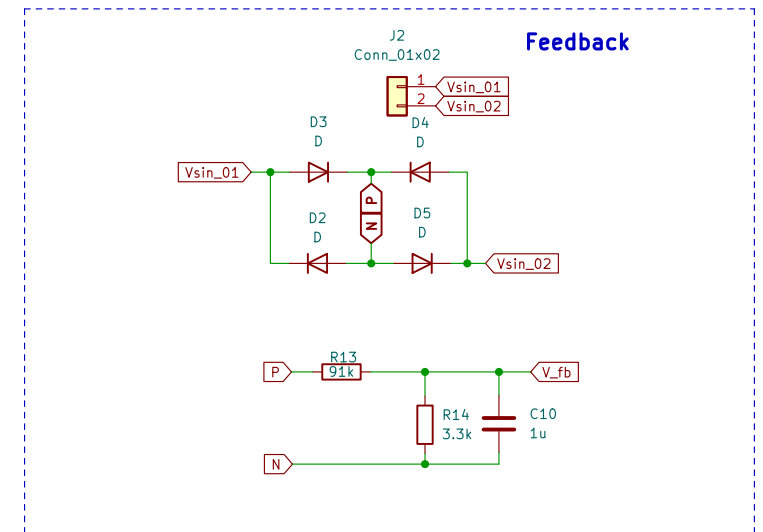 Feedback
J2
Conn_01x02
1
Vsin_01
2
Vsin_02
D3
D
D4
D
Vsin_01
P
N
D2
D
D5
D
Vsin_02
R13
P
91k
V_fb
R14
3.3k
C10
1u
N